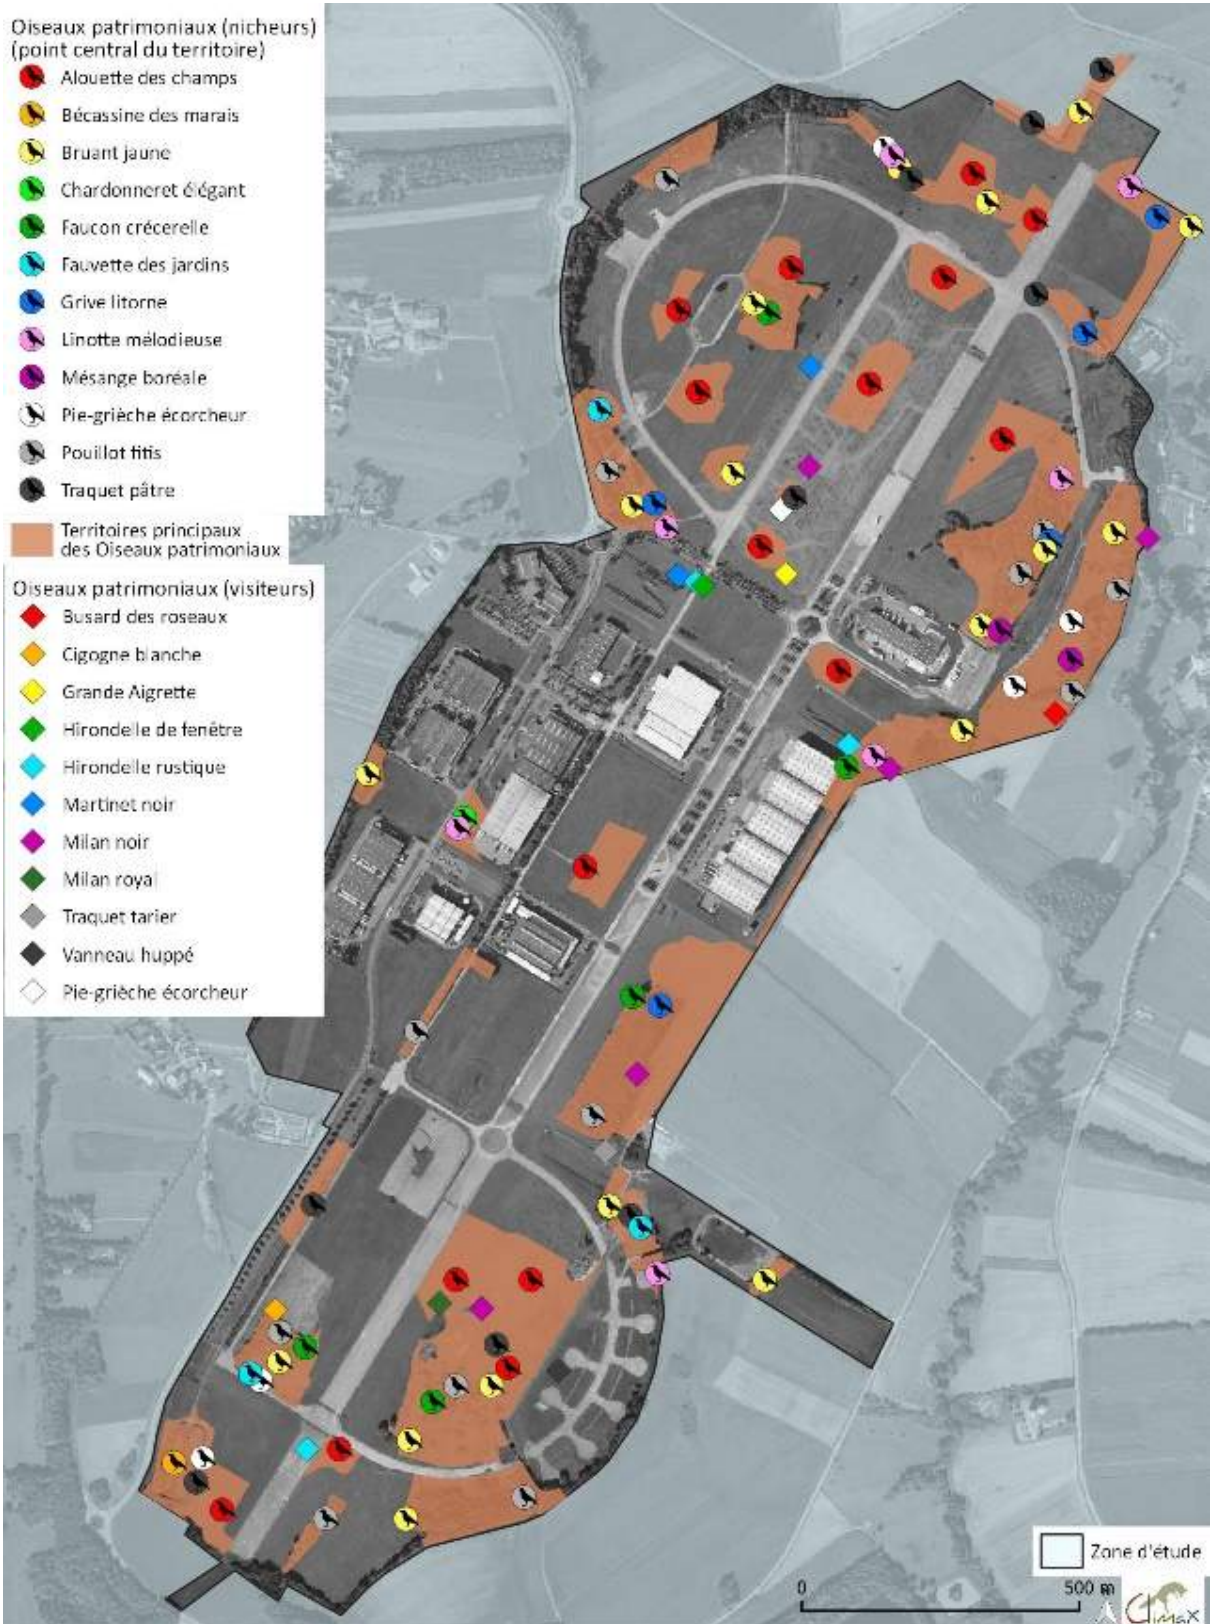 Oiseaux patrimoniaux (nicheurs)
(point central du territoire)
Alouette des champs
Bécassine des marais
Bruant jaune
Chardonneret élégant
Faucon crécerelle
Fauvette des jardins
Grive litorne
Linotte mélodieuse
Mésange boréale
Pie-grièche écorcheur
Pouillot fitis
Traquet pâtre
Territoires principaux
des Oiseaux patrimoniaux
Oiseaux patrimoniaux (visiteurs)
Busard des roseaux
Cigogne blanche
Grande Aigrette
Hirondelle de fenêtre
Hirondelle rustique
Martinet noir
Milan noir
Milan royal
Traquet tarier
Vanneau huppé
Pie-grièche écorcheur
Zone d'étude
0 500 m
Climax